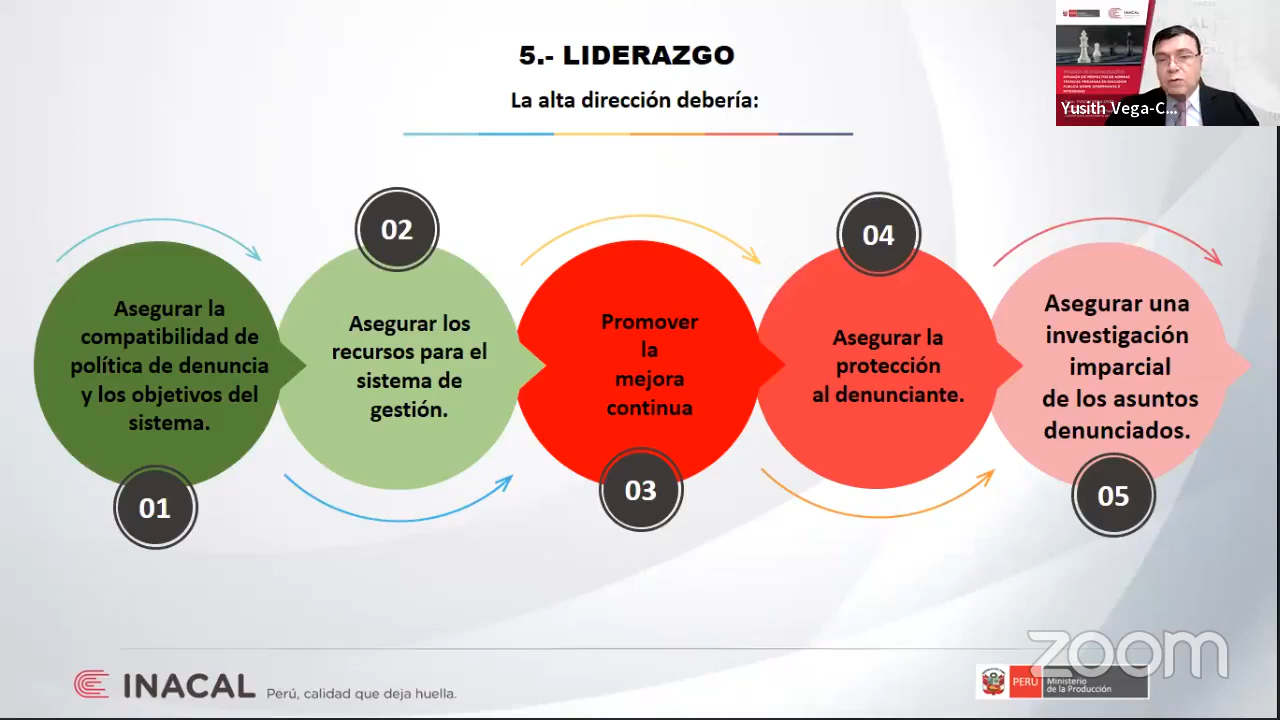 5.- LIDERAZGO
La alta dirección debería:
01
Asegurar la
compatibilidad de
política de denuncia
y los objetivos del
sistema.
02
Asegurar los
recursos para el
sistema de
gestión.
03
Promover
la
mejora
continua
04
Asegurar la
protección
al denunciante.
05
Asegurar una
investigación
imparcial
de los asuntos
denunciados.
INACAL
Perú, calidad que deja huella.
PERÚ
Ministerio
de la Producción
zoom
Yusith Vega-C...
INACAL